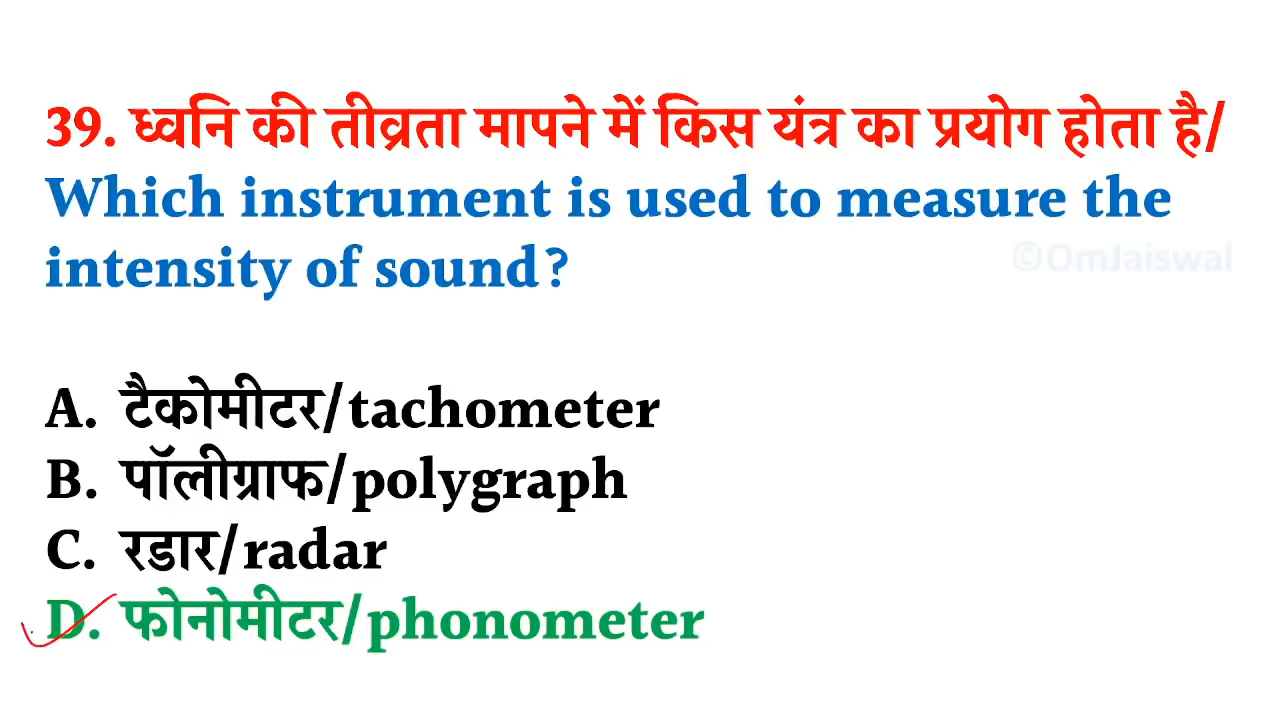 39. ध्वनि की तीव्रता मापने में किस यंत्र का प्रयोग होता है/
Which instrument is used to measure the
intensity of sound?
©OmJaiswal
A. टैकोमीटर/tachometer
B. पॉलीग्राफ/polygraph
C. रडार/radar
D. फोनोमीटर/phonometer